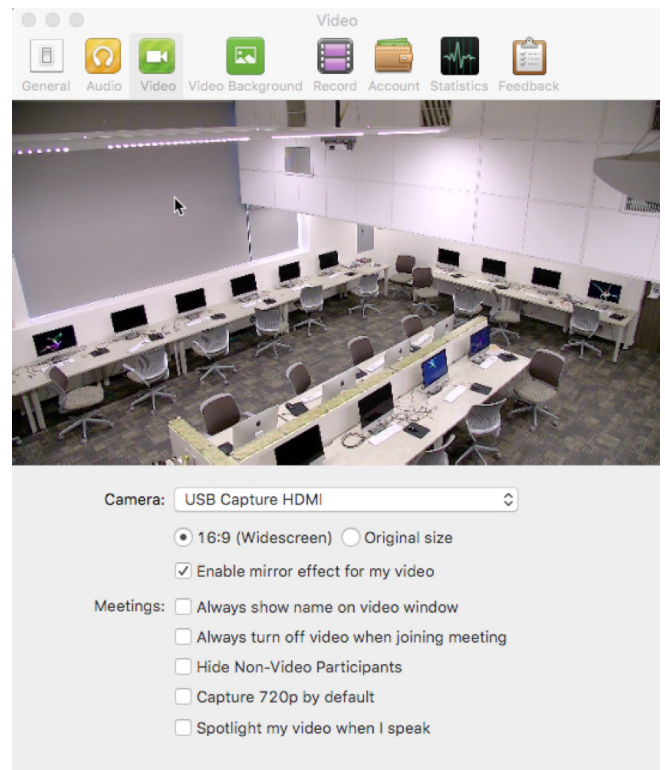 Video
General Audio Video Video Background Record Account Statistics Feedback
Camera: USB Capture HDMI
16:9 (Widescreen) Original size
Enable mirror effect for my video
Meetings: Always show name on video window
Always turn off video when joining meeting
Hide Non-Video Participants
Capture 720p by default
Spotlight my video when I speak